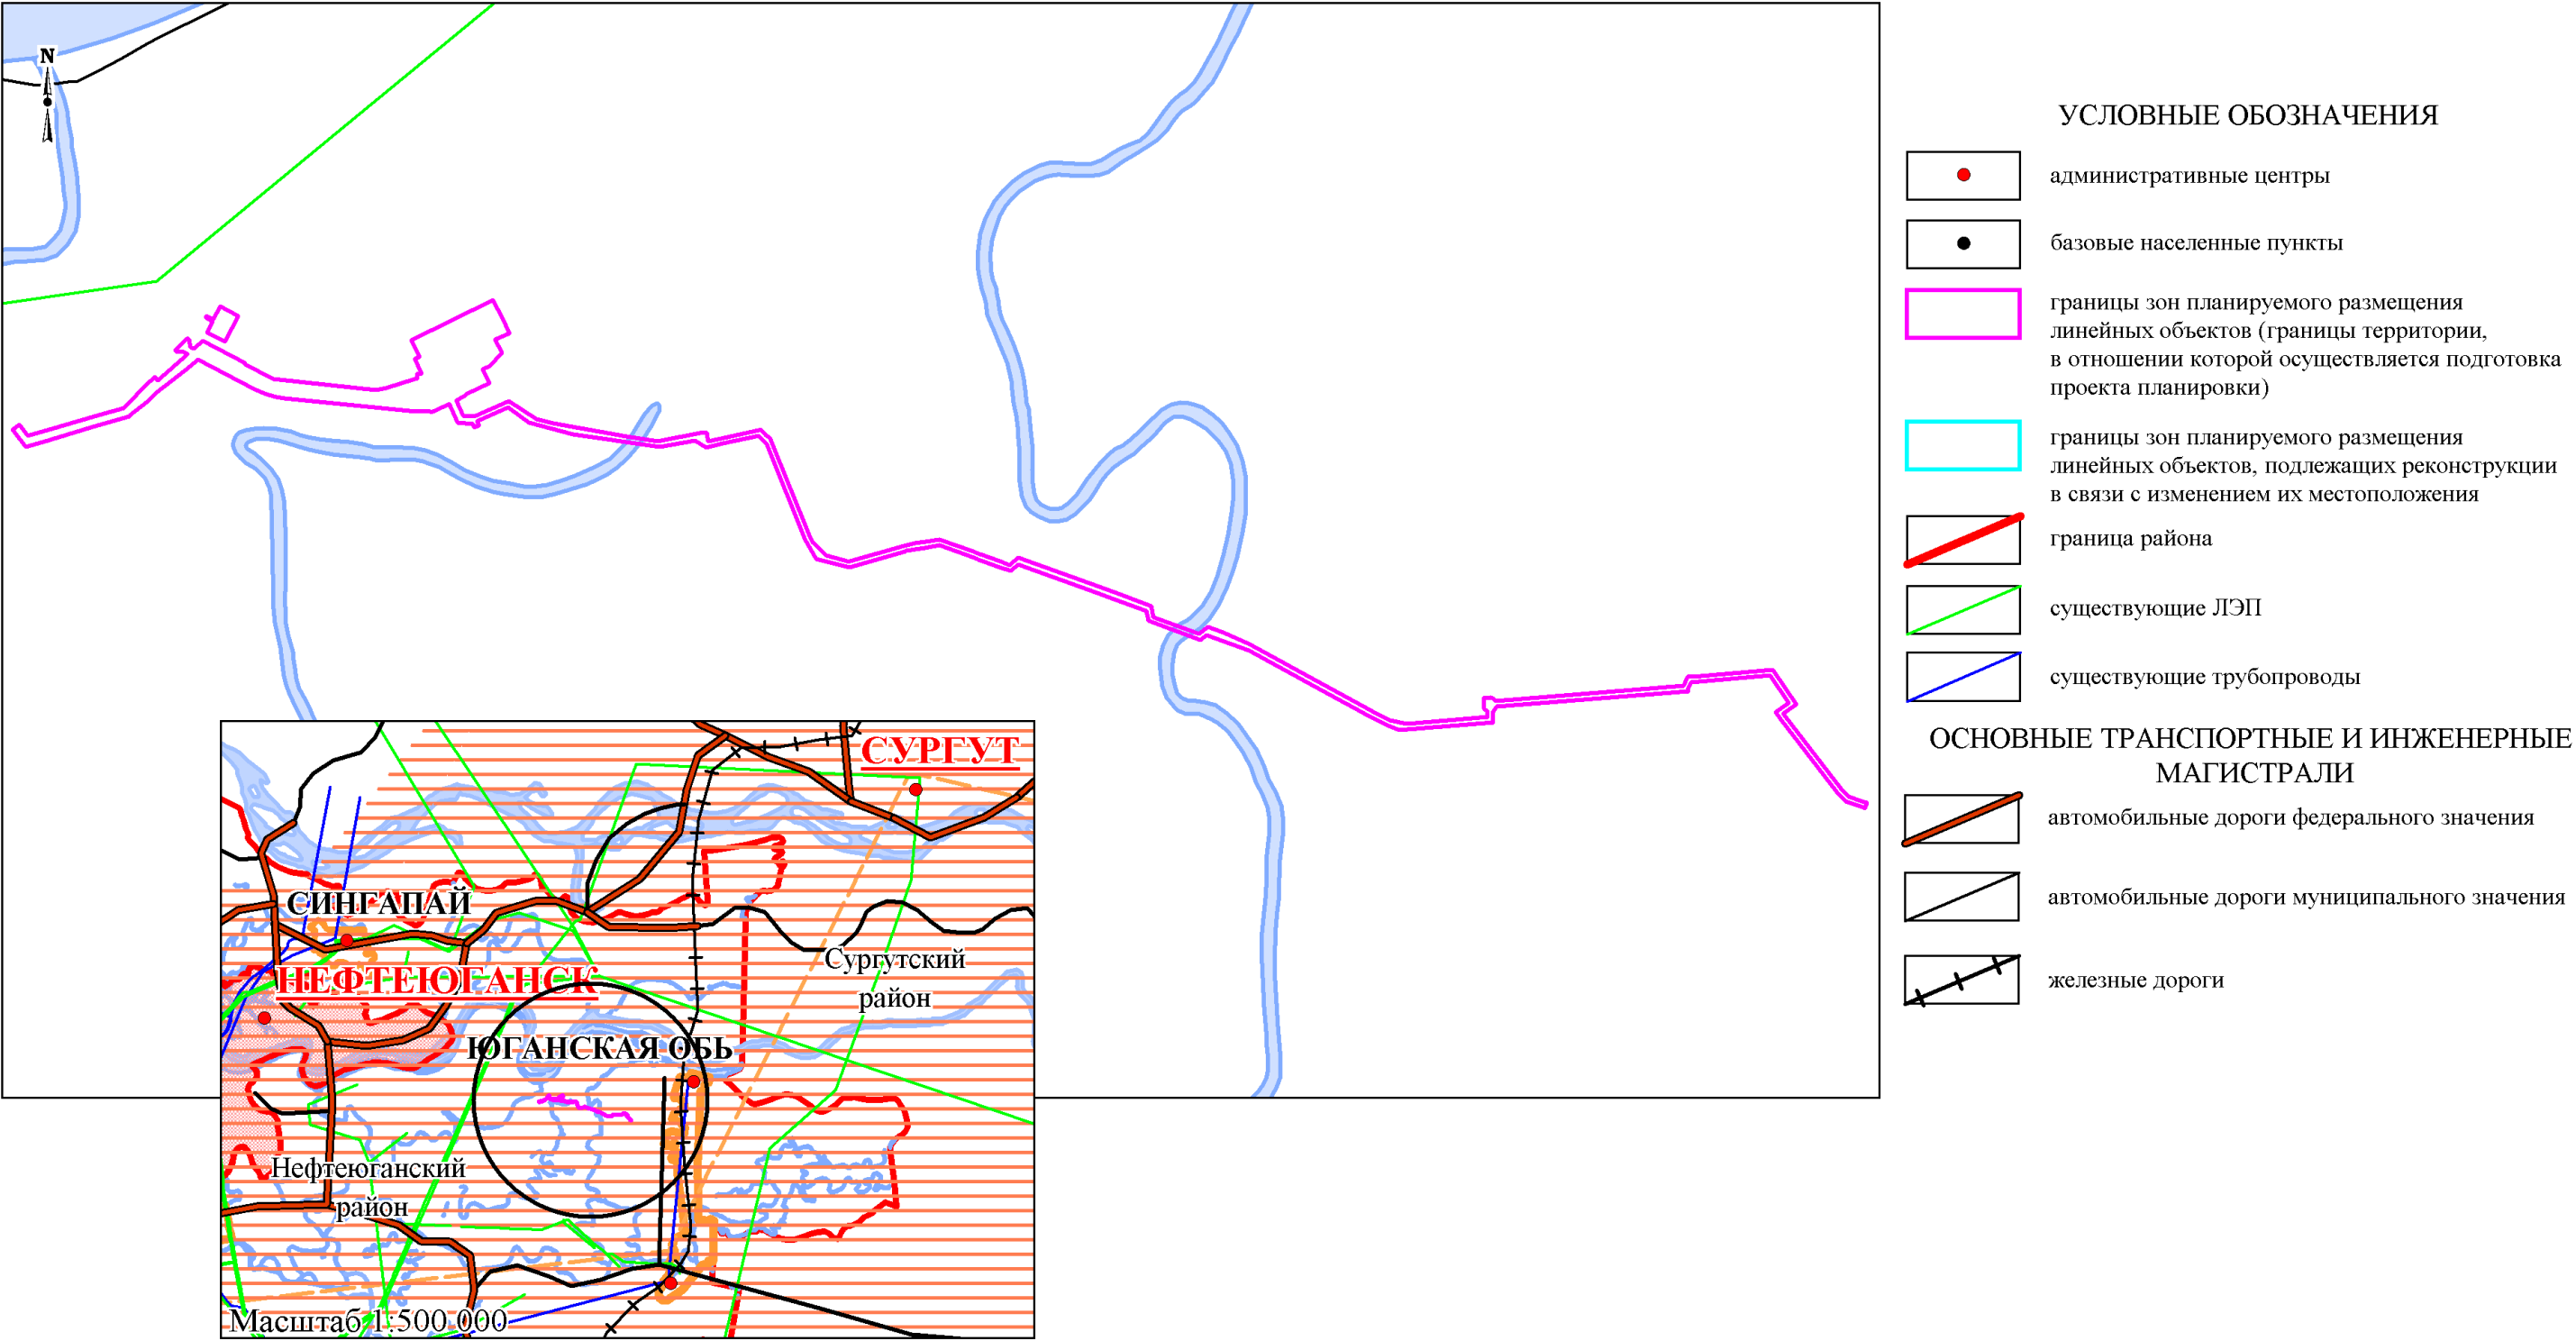 N
УСЛОВНЫЕ ОБОЗНАЧЕНИЯ
административные центры
базовые населенные пункты
границы зон планируемого размещения
линейных объектов (границы территории,
в отношении которой осуществляется подготовка
проекта планировки)
границы зон планируемого размещения
линейных объектов, подлежащих реконструкции
в связи с изменением их местоположения
граница района
существующие ЛЭП
существующие трубопроводы
ОСНОВНЫЕ ТРАНСПОРТНЫЕ И ИНЖЕНЕРНЫЕ
МАГИСТРАЛИ
автомобильные дороги федерального значения
автомобильные дороги муниципального значения
железные дороги
СУРГУТ
СИНГАПАЙ
Сургутский
район
НЕФТЕЮГАНСК
ЮГАНСКАЯ ОБЬ
Нефтеюганский
район
Масштаб 1:500 000